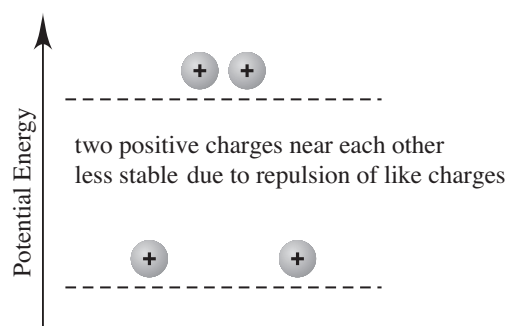 + +
two positive charges near each other
less stable due to repulsion of like charges
Potential Energy
+ +